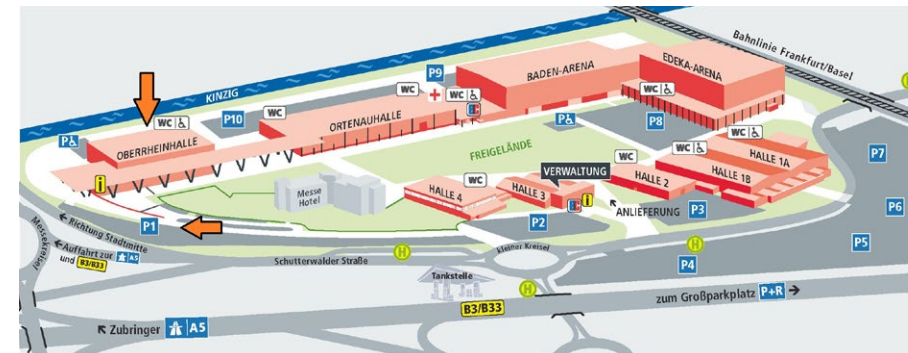 Bahnlinie Frankfurt/Basel
KINZIG
EDEKA-ARENA
BADEN-ARENA
P9
WC
WC
WC
WC
P10
WC
P
OBERRHEINHALLE
ORTENAUHALLE
P
P8
FREIGELÄNDE
HALLE 1A
P7
WC
WC
HALLE 1B
VERWALTUNG
WC
WC
HALLE 2
HALLE 3
HALLE 4
Messe
Hotel
i
i
ANLIEFERUNG
P3
P6
P1
P2
P5
Richtung Stadtmitte
Messekreisel
Auffahrt zur A5
und B3/B33
kleiner Kreisel
H
H
H
H
Schutterwalder Straße
P4
Tankstelle
zum Großparkplatz P+R
B3/B33
Zubringer A5